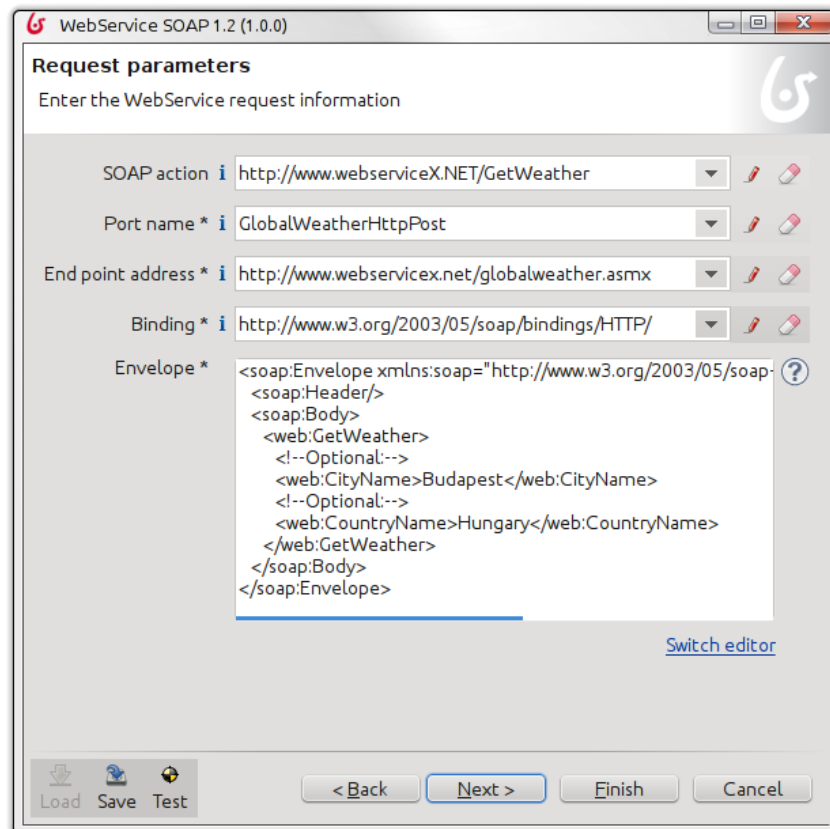 WebService SOAP 1.2 (1.0.0)
Request parameters
Enter the WebService request information
SOAP action i http://www.webserviceX.NET/GetWeather
Port name * i GlobalWeatherHttpPost
End point address * i http://www.webservicex.net/globalweather.asmx
Binding * i http://www.w3.org/2003/05/soap/bindings/HTTP/
Envelope * <soap:Envelope xmlns:soap="http://www.w3.org/2003/05/soap- ?
<soap:Header/>
<soap:Body>
<web:GetWeather>
<!--Optional:-->
<web:CityName>Budapest</web:CityName>
<!--Optional:-->
<web:CountryName>Hungary</web:CountryName>
</web:GetWeather>
</soap:Body>
</soap:Envelope>
Switch editor
Load Save Test < Back Next > Finish Cancel